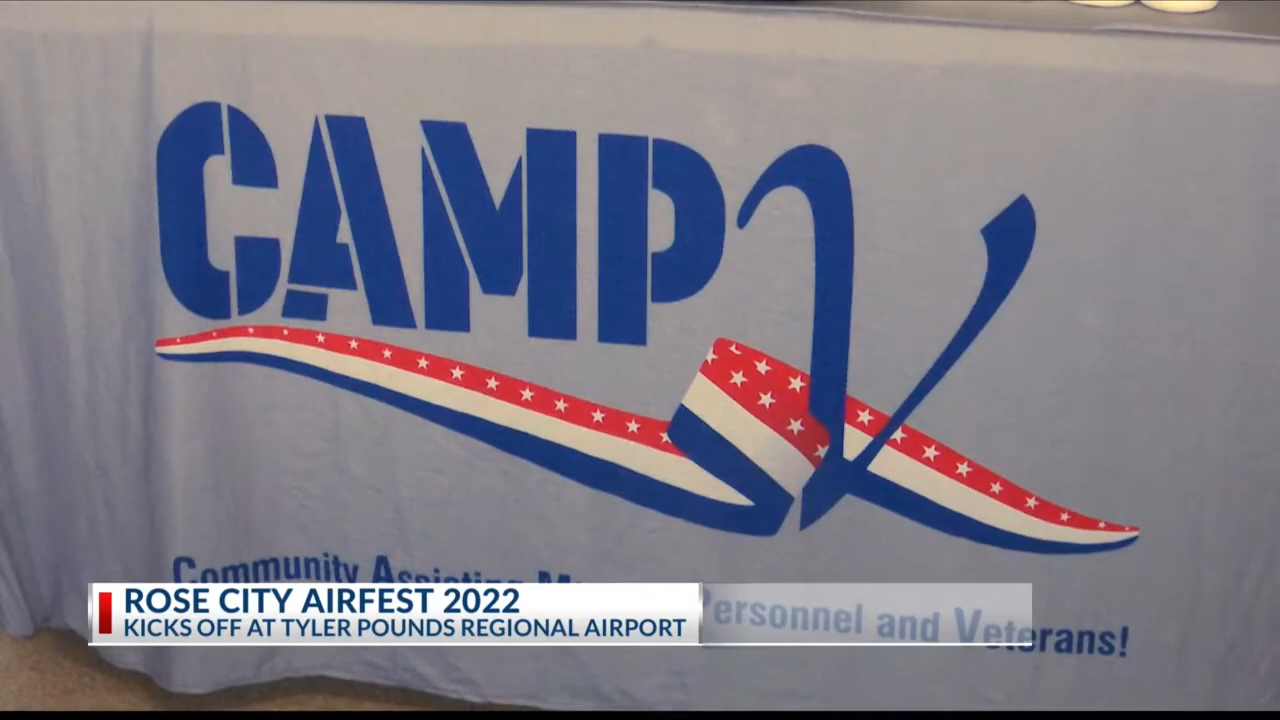 CAMP V
Community Assisting
Personnel and Veterans!
ROSE CITY AIRFEST 2022
KICKS OFF AT TYLER POUNDS REGIONAL AIRPORT